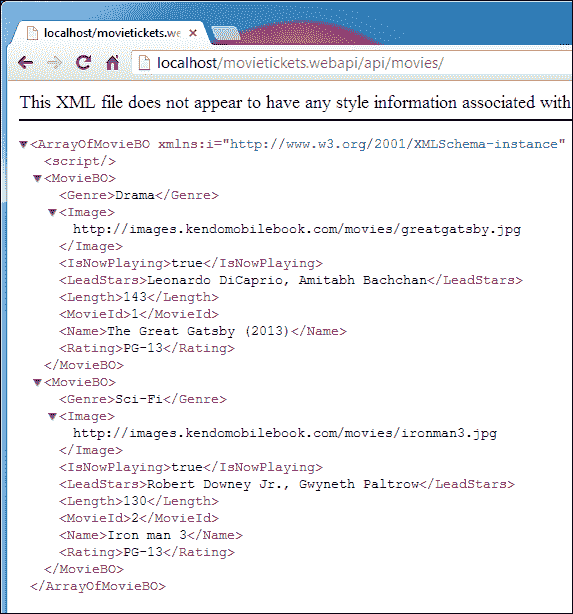 localhost/movietickets.we
localhost/movietickets.webapi/api/movies/
This XML file does not appear to have any style information associated with
<ArrayOfMovieBO xmlns:i="http://www.w3.org/2001/XMLSchema-instance"
<script/>
<MovieBO>
<Genre>Drama</Genre>
<Image>
http://images.kendomobilebook.com/movies/greatgatsby.jpg
</Image>
<IsNowPlaying>true</IsNowPlaying>
<LeadStars>Leonardo DiCaprio, Amitabh Bachchan</LeadStars>
<Length>143</Length>
<MovieId>1</MovieId>
<Name>The Great Gatsby (2013)</Name>
<Rating>PG-13</Rating>
</MovieBO>
<MovieBO>
<Genre>Sci-Fi</Genre>
<Image>
http://images.kendomobilebook.com/movies/ironman3.jpg
</Image>
<IsNowPlaying>true</IsNowPlaying>
<LeadStars>Robert Downey Jr., Gwyneth Paltrow</LeadStars>
<Length>130</Length>
<MovieId>2</MovieId>
<Name>Iron man 3</Name>
<Rating>PG-13</Rating>
</MovieBO>
</ArrayOfMovieBO>